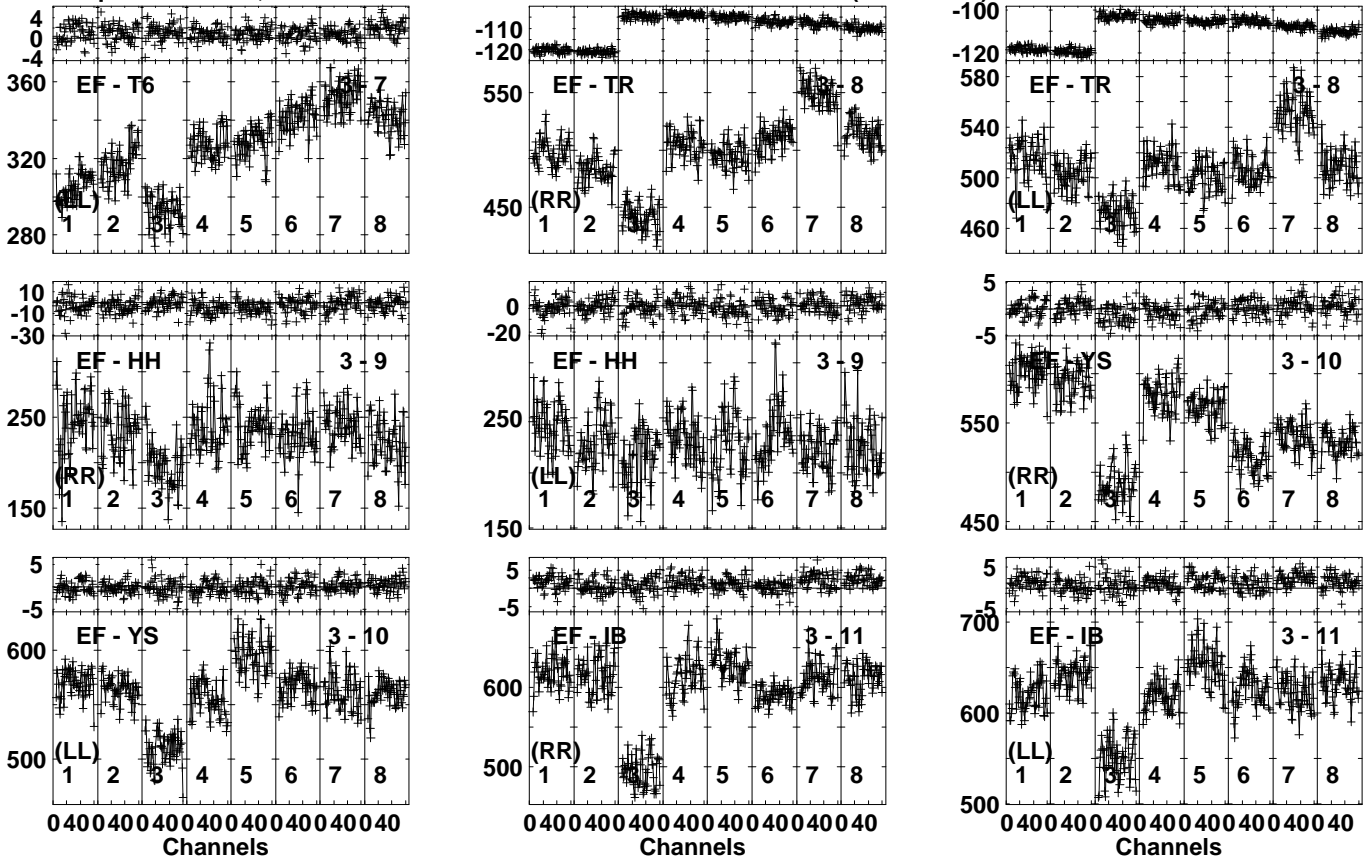 4 -110 -100
0 -120 -120
-4
360 EF - T6 3 - 7 550 EF - TR 3 - 8 580 EF - TR 3 - 8
540
320 500
(LL) (RR) 450 (LL)
280 1 2 3 4 5 6 7 8 1 2 3 4 5 6 7 8 460 1 2 3 4 5 6 7 8
10 0 5
-10 -20 -5
-30
EF - HH 3 - 9 EF - HH 3 - 9 EF - YS 3 - 10
250 250 550
(RR) (LL) (RR)
150 1 2 3 4 5 6 7 8 150 1 2 3 4 5 6 7 8 450 1 2 3 4 5 6 7 8
5 5 5
-5 -5 -5
EF - YS 3 - 10 EF - IB 3 - 11 700 EF - IB 3 - 11
600 600 600
500 (LL) 500 (RR) 500 (LL)
1 2 3 4 5 6 7 8 1 2 3 4 5 6 7 8 1 2 3 4 5 6 7 8
0 40 0 40 0 40 0 40 0 40 0 40 0 40 0 40 0 40 0 40 0 40 0 40 0 40 0 40 0 40 0 40 0 40 0 40 0 40 0 40 0 40 0 40 0 40 0 40
Channels Channels Channels